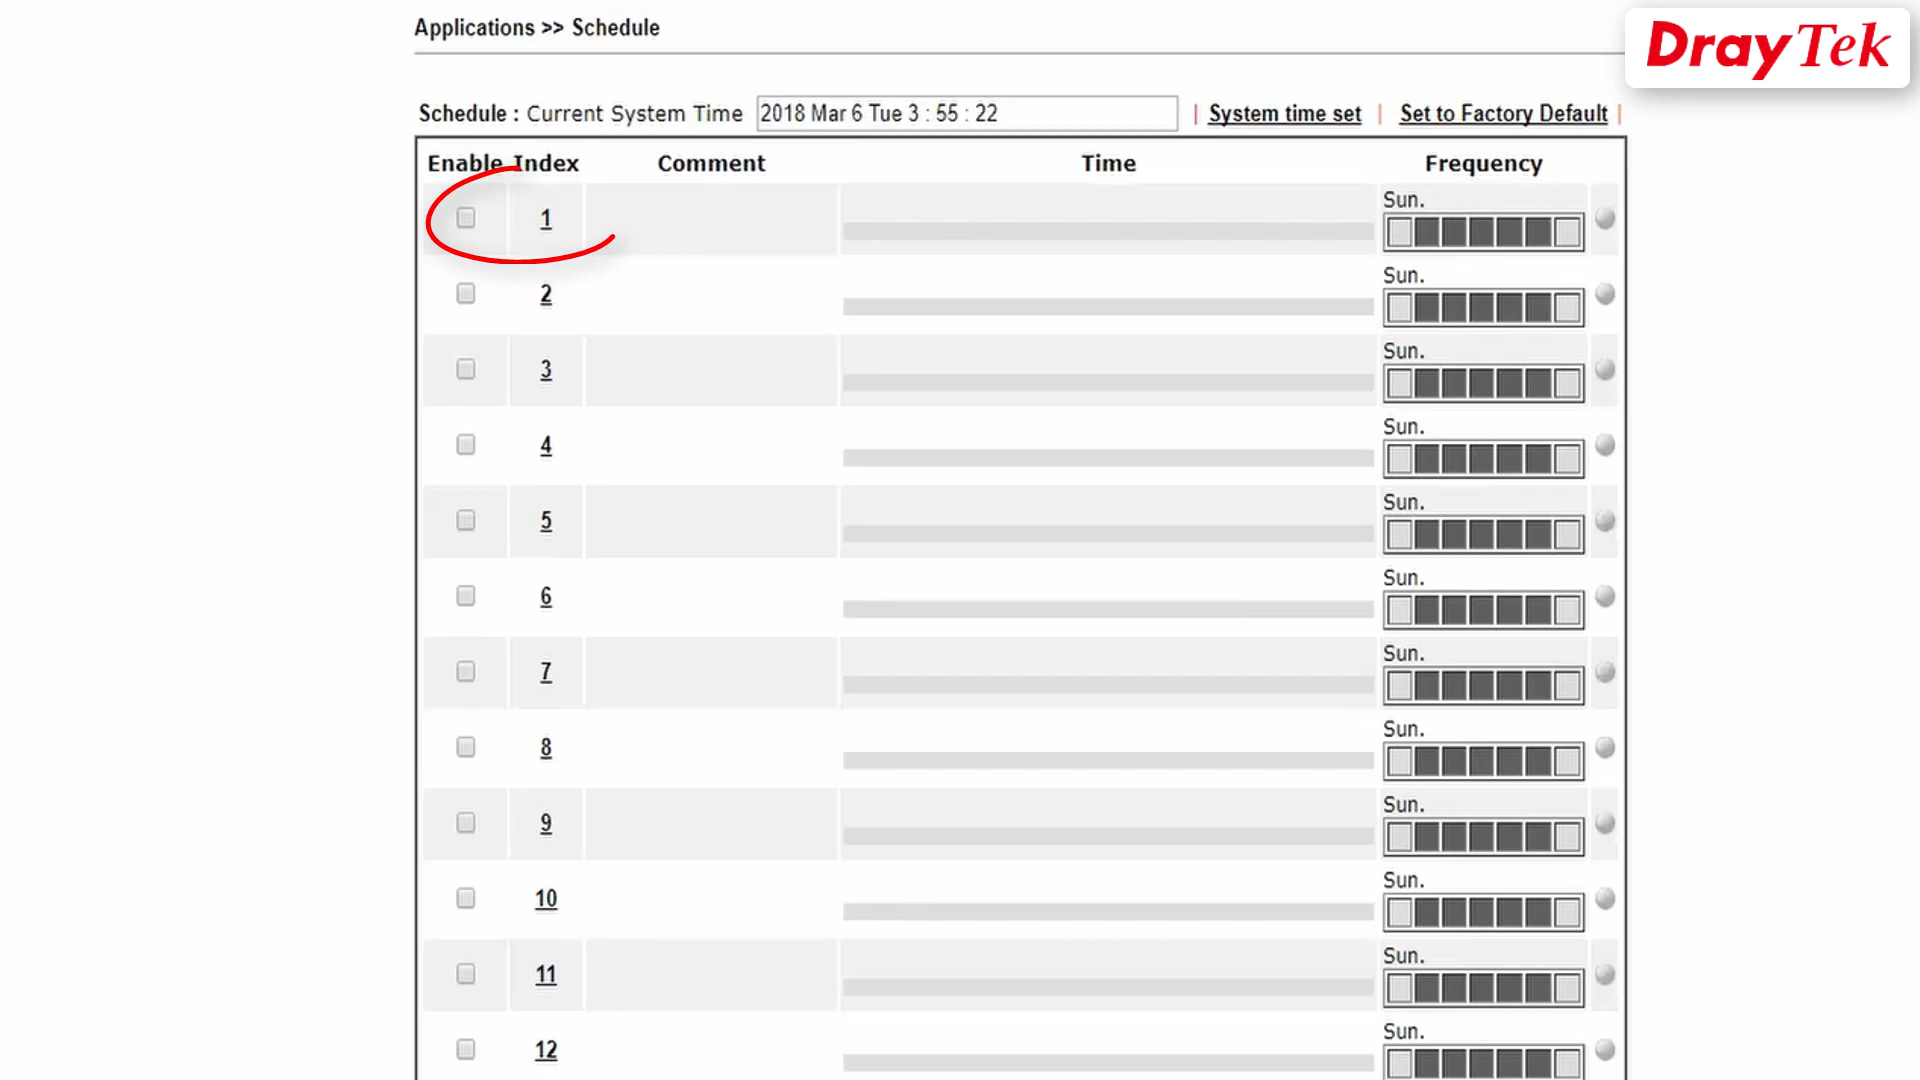 Applications >> Schedule
DrayTek
Schedule : Current System Time 2018 Mar 6 Tue 3 : 55 : 22 | System time set | Set to Factory Default |
Enable Index Comment Time Frequency
1 Sun.
2 Sun.
3 Sun.
4 Sun.
5 Sun.
6 Sun.
7 Sun.
8 Sun.
9 Sun.
10 Sun.
11 Sun.
12 Sun.